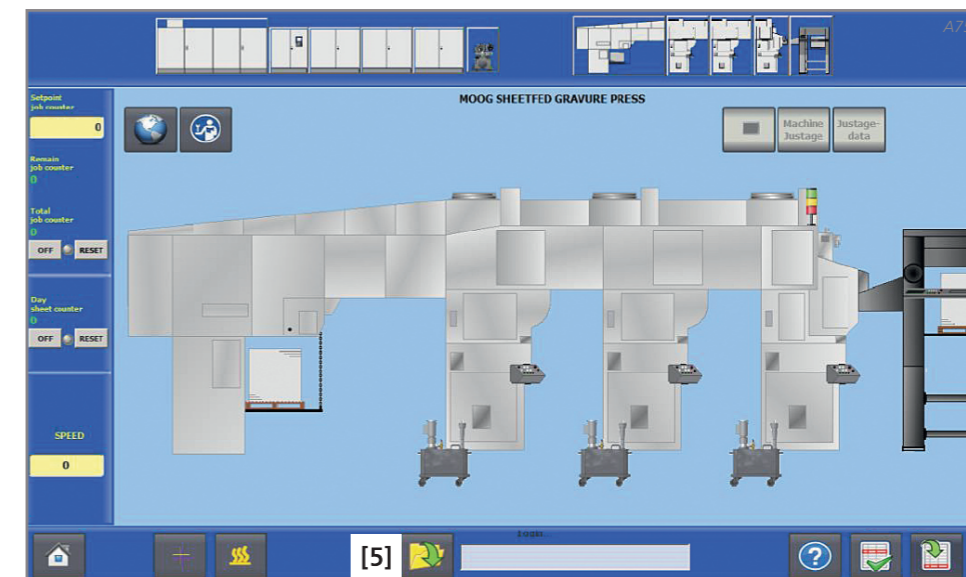 MOOG SHEETFED GRAVURE PRESS
Machine
Justage
Justage-
data
Setpoint
job counter
0
Remain
job counter
0
Total
job counter
0
OFF RESET
Day
sheet counter
0
OFF RESET
SPEED
0
[5]
Login...